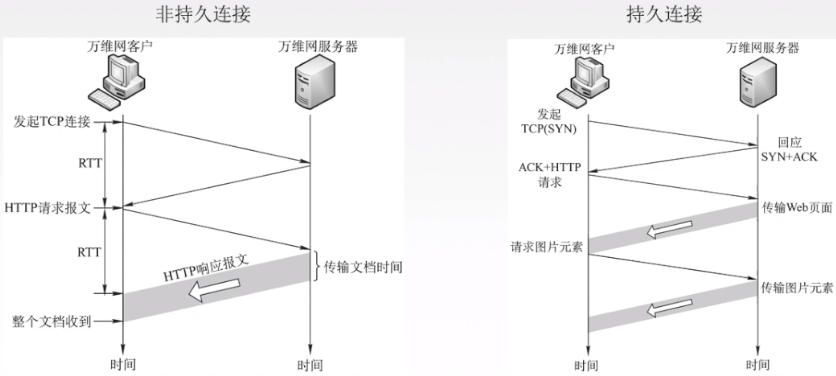 非持久连接
万维网客户
万维网服务器
发起TCP连接
RTT
HTTP请求报文
RTT
HTTP响应报文
传输文档时间
整个文档收到
时间
时间
持久连接
万维网客户
万维网服务器
发起
TCP(SYN)
回应
SYN+ACK
ACK+HTTP
请求
传输Web页面
请求图片元素
传输图片元素
时间
时间